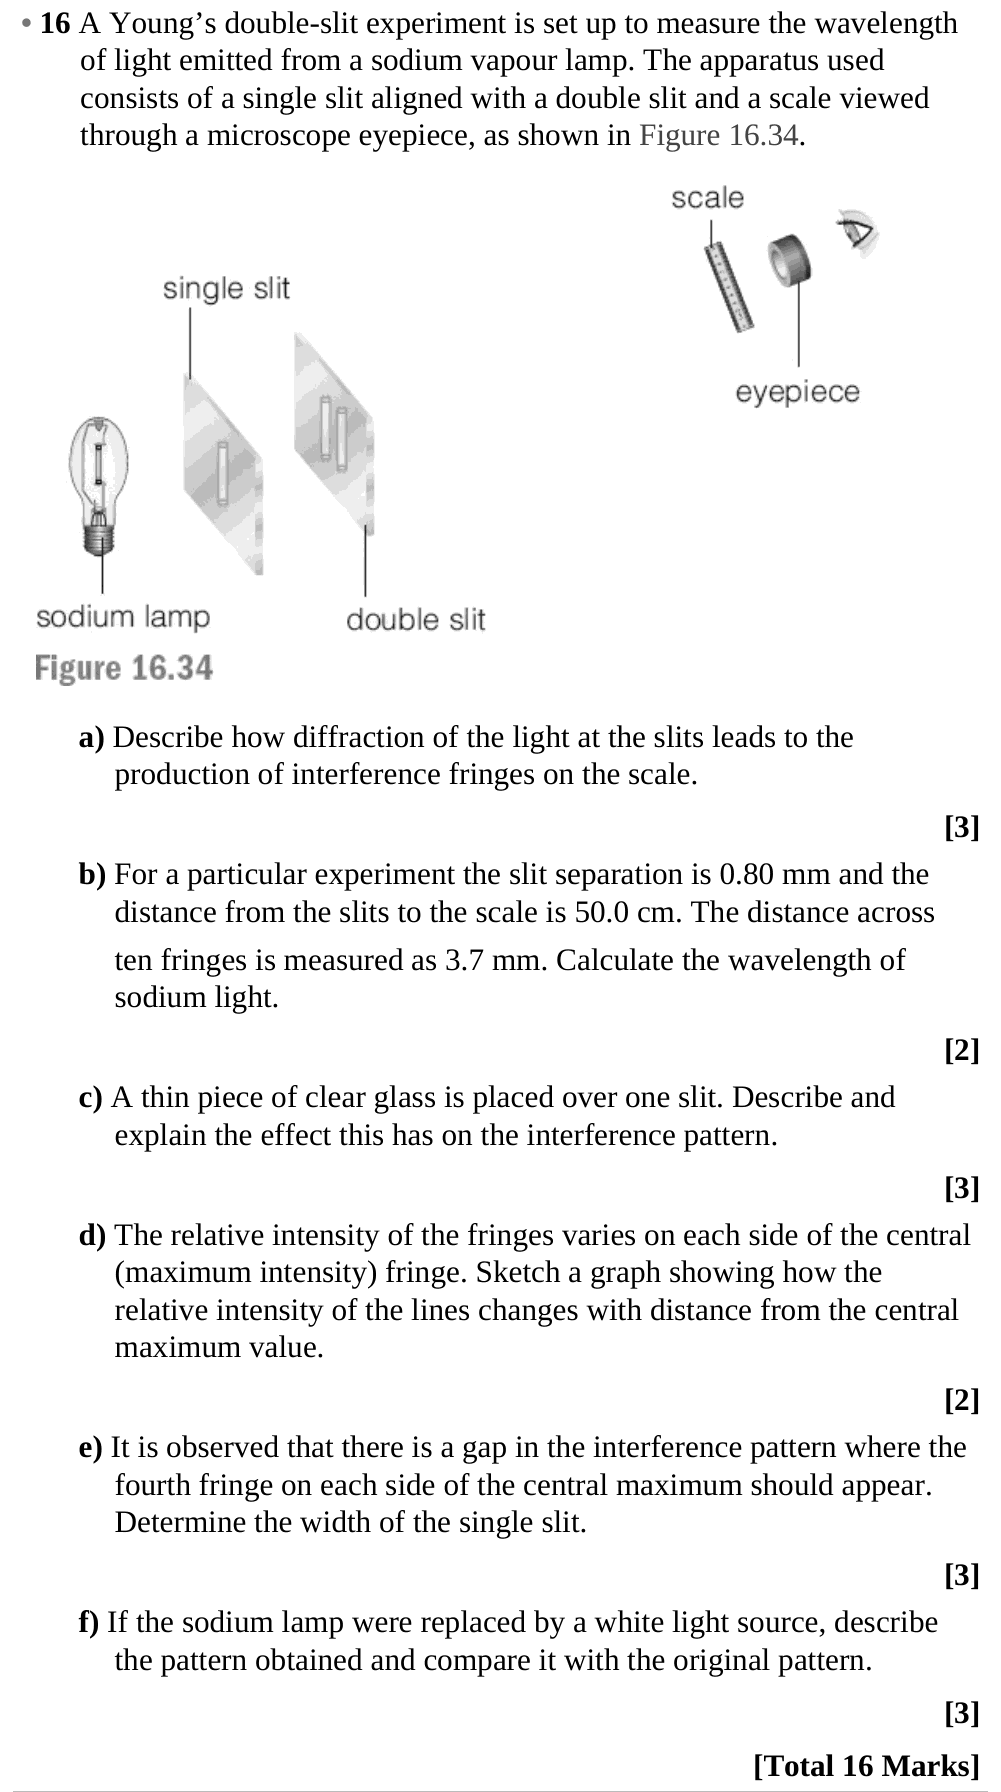 • 16 A Young’s double-slit experiment is set up to measure the wavelength
of light emitted from a sodium vapour lamp. The apparatus used
consists of a single slit aligned with a double slit and a scale viewed
through a microscope eyepiece, as shown in Figure 16.34.
scale
single slit
eyepiece
sodium lamp
double slit
Figure 16.34
a) Describe how diffraction of the light at the slits leads to the
production of interference fringes on the scale.
[3]
b) For a particular experiment the slit separation is 0.80 mm and the
distance from the slits to the scale is 50.0 cm. The distance across
ten fringes is measured as 3.7 mm. Calculate the wavelength of
sodium light.
[2]
c) A thin piece of clear glass is placed over one slit. Describe and
explain the effect this has on the interference pattern.
[3]
d) The relative intensity of the fringes varies on each side of the central
(maximum intensity) fringe. Sketch a graph showing how the
relative intensity of the lines changes with distance from the central
maximum value.
[2]
e) It is observed that there is a gap in the interference pattern where the
fourth fringe on each side of the central maximum should appear.
Determine the width of the single slit.
[3]
f) If the sodium lamp were replaced by a white light source, describe
the pattern obtained and compare it with the original pattern.
[3]
[Total 16 Marks]